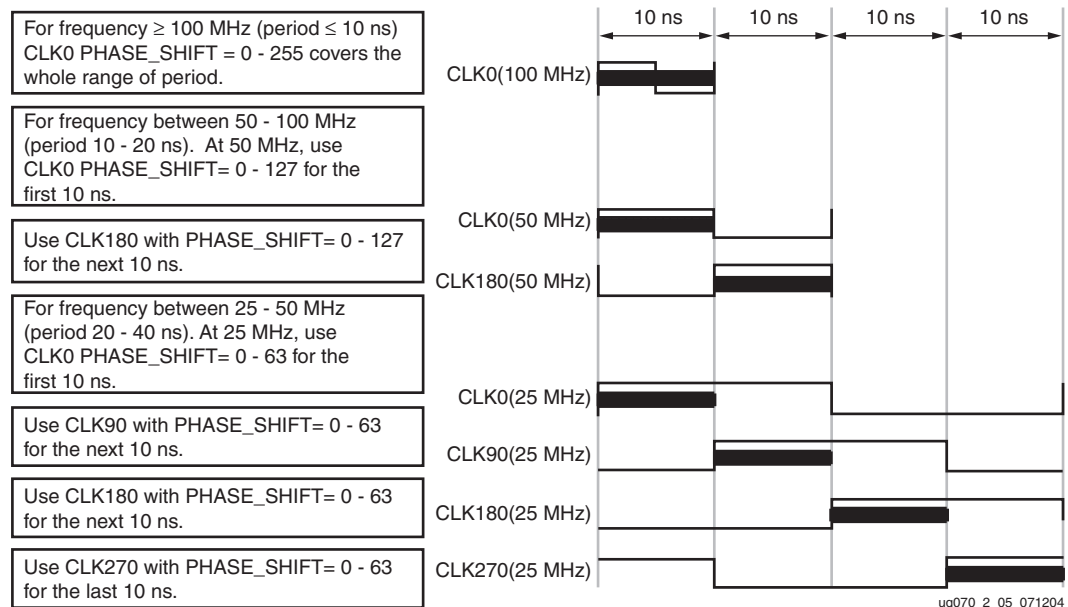 For frequency ≥ 100 MHz (period ≤ 10 ns)
CLK0 PHASE_SHIFT = 0 - 255 covers the
whole range of period.
For frequency between 50 - 100 MHz
(period 10 - 20 ns).  At 50 MHz, use
CLK0 PHASE_SHIFT= 0 - 127 for the
first 10 ns.
Use CLK180 with PHASE_SHIFT= 0 - 127
for the next 10 ns.
For frequency between 25 - 50 MHz
(period 20 - 40 ns). At 25 MHz, use
CLK0 PHASE_SHIFT= 0 - 63 for the
first 10 ns.
Use CLK90 with PHASE_SHIFT= 0 - 63
for the next 10 ns.
Use CLK180 with PHASE_SHIFT= 0 - 63
for the next 10 ns.
Use CLK270 with PHASE_SHIFT= 0 - 63
for the last 10 ns.
10 ns 10 ns 10 ns 10 ns
CLK0(100 MHz)
CLK0(50 MHz)
CLK180(50 MHz)
CLK0(25 MHz)
CLK90(25 MHz)
CLK180(25 MHz)
CLK270(25 MHz)
ug070_2_05_071204